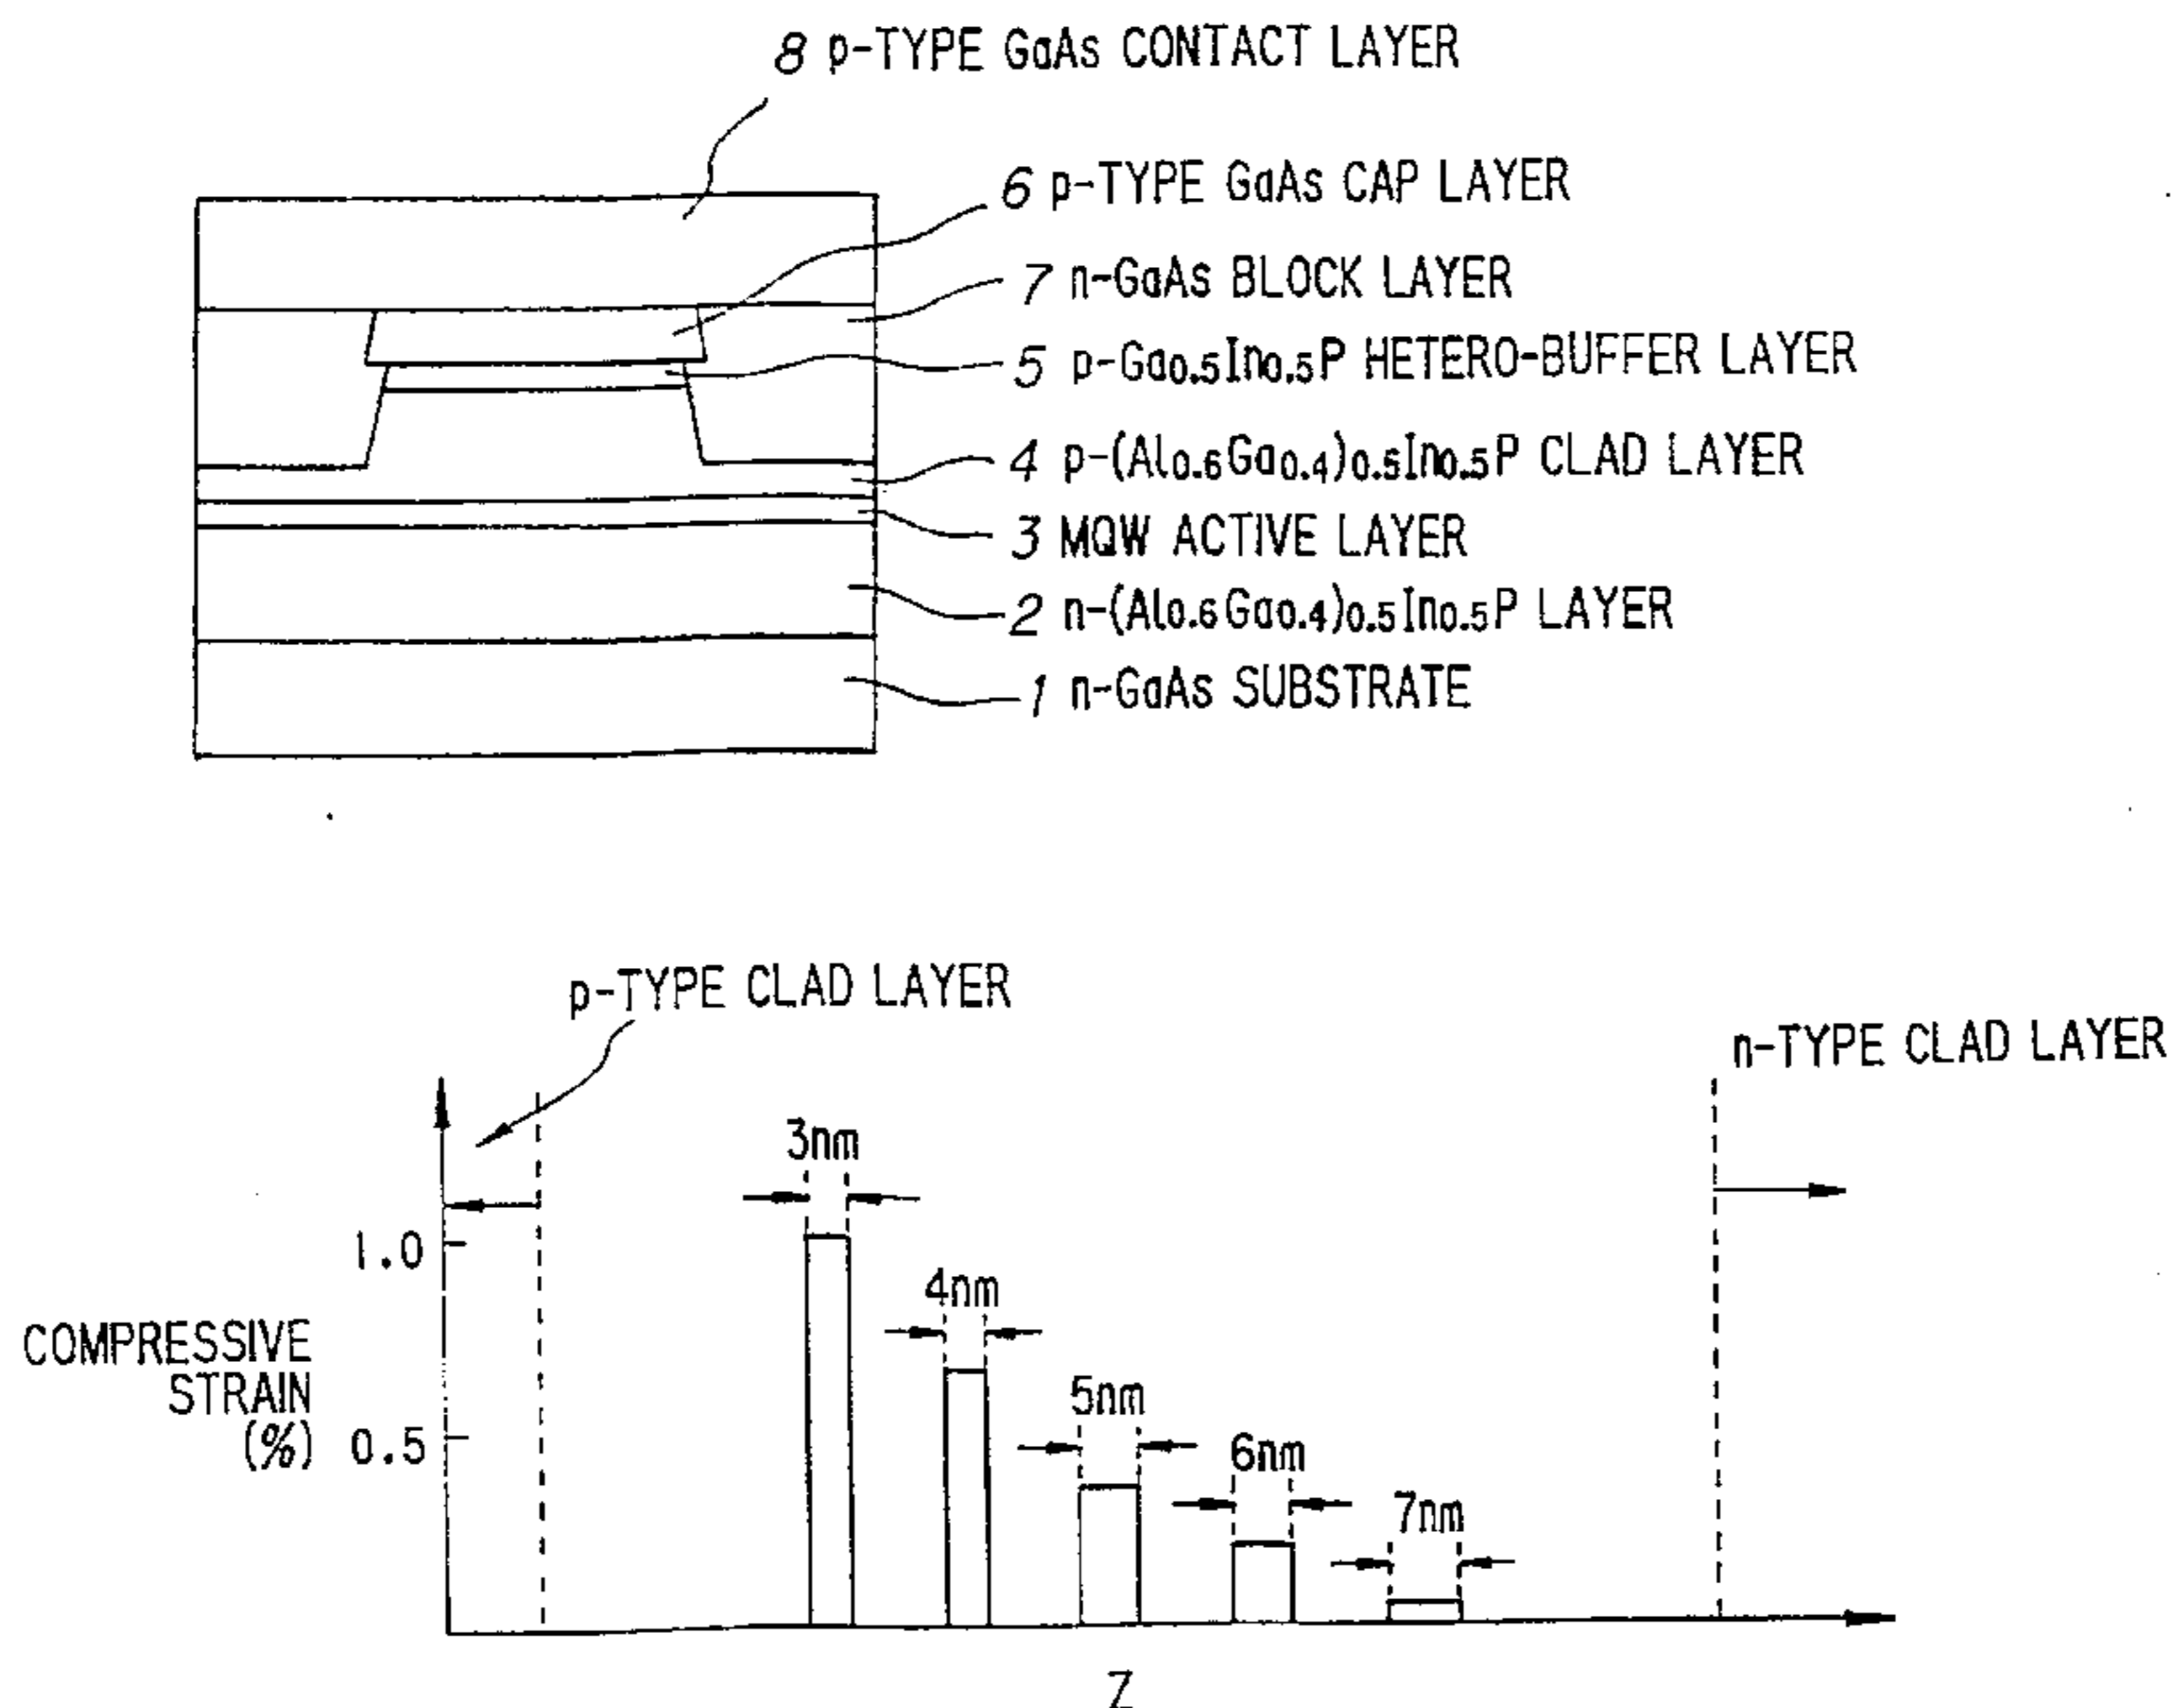 8 p-TYPE GaAs CONTACT LAYER
6 p-TYPE GaAs CAP LAYER
7 n-GaAs BLOCK LAYER
5 p-Ga0.5In0.5P HETERO-BUFFER LAYER
4 p-(Al0.6Ga0.4)0.5In0.5P CLAD LAYER
3 MQW ACTIVE LAYER
2 n-(Al0.6Ga0.4)0.5In0.5P LAYER
1 n-GaAs SUBSTRATE
p-TYPE CLAD LAYER
n-TYPE CLAD LAYER
3nm
1.0
4nm
COMPRESSIVE
STRAIN
(%)
0.5
5nm
6nm
7nm
Z